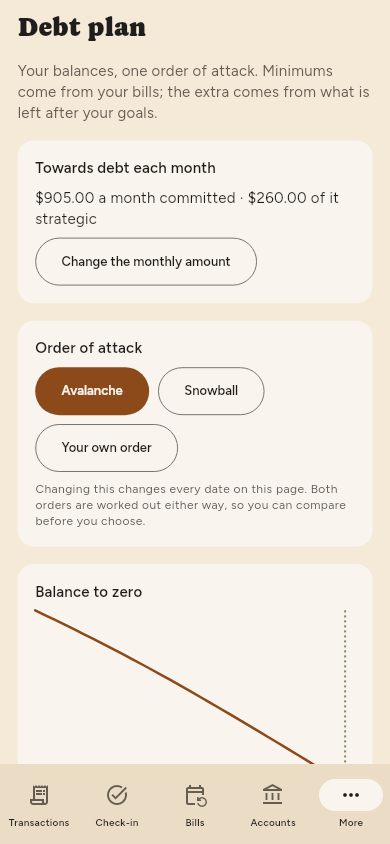 Debt plan
Your balances, one order of attack. Minimums
come from your bills; the extra comes from what is
left after your goals.
Towards debt each month
$905.00 a month committed · $260.00 of it
strategic
Change the monthly amount
Order of attack
Avalanche
Snowball
Your own order
Changing this changes every date on this page. Both
orders are worked out either way, so you can compare
before you choose.
Balance to zero
Transactions
Check-in
Bills
Accounts
More